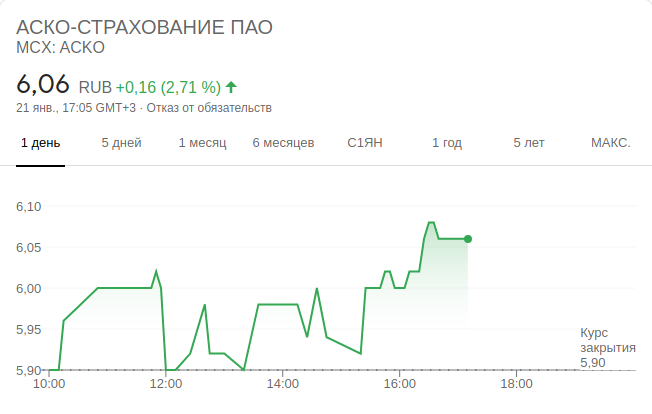 АСКО-СТРАХОВАНИЕ ПАО
MCX: ACKO
6,06 RUB +0,16 (2,71 %)
21 янв., 17:05 GMT+3 · Отказ от обязательств
1 день 5 дней 1 месяц 6 месяцев С1ЯН 1 год 5 лет МАКС.
6,10
6,05
6,00
5,95
5,90
Курс
закрытия
5,90
10:00 12:00 14:00 16:00 18:00